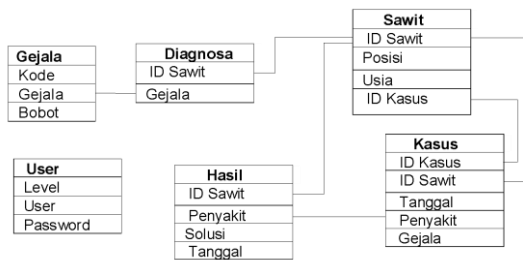 Gejala
Kode
Gejala
Bobot
Diagnosa
ID Sawit
Gejala
Sawit
ID Sawit
Posisi
Usia
ID Kasus
User
Level
User
Password
Hasil
ID Sawit
Penyakit
Solusi
Tanggal
Kasus
ID Kasus
ID Sawit
Tanggal
Penyakit
Gejala